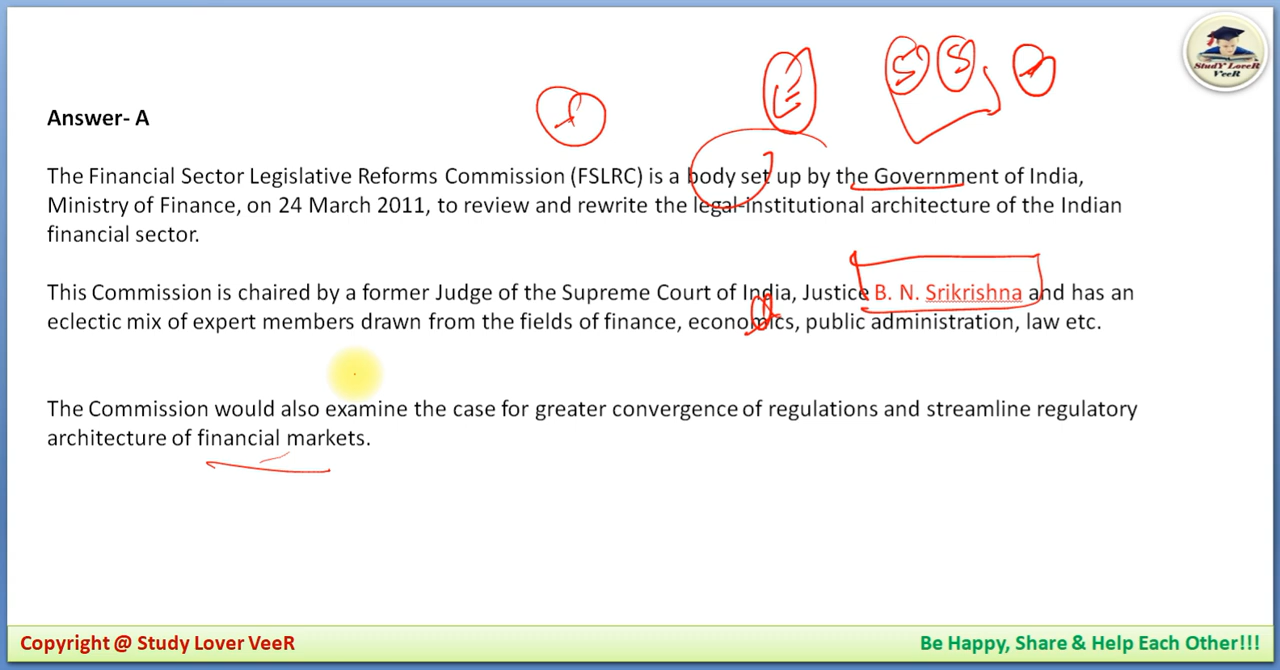 StudY LoveR
VeeR
Answer- A
The Financial Sector Legislative Reforms Commission (FSLRC) is a body set up by the Government of India,
Ministry of Finance, on 24 March 2011, to review and rewrite the legal-institutional architecture of the Indian
financial sector.
This Commission is chaired by a former Judge of the Supreme Court of India, Justice B. N. Srikrishna and has an
eclectic mix of expert members drawn from the fields of finance, economics, public administration, law etc.
The Commission would also examine the case for greater convergence of regulations and streamline regulatory
architecture of financial markets.
Copyright @ Study Lover VeeR
Be Happy, Share & Help Each Other!!!